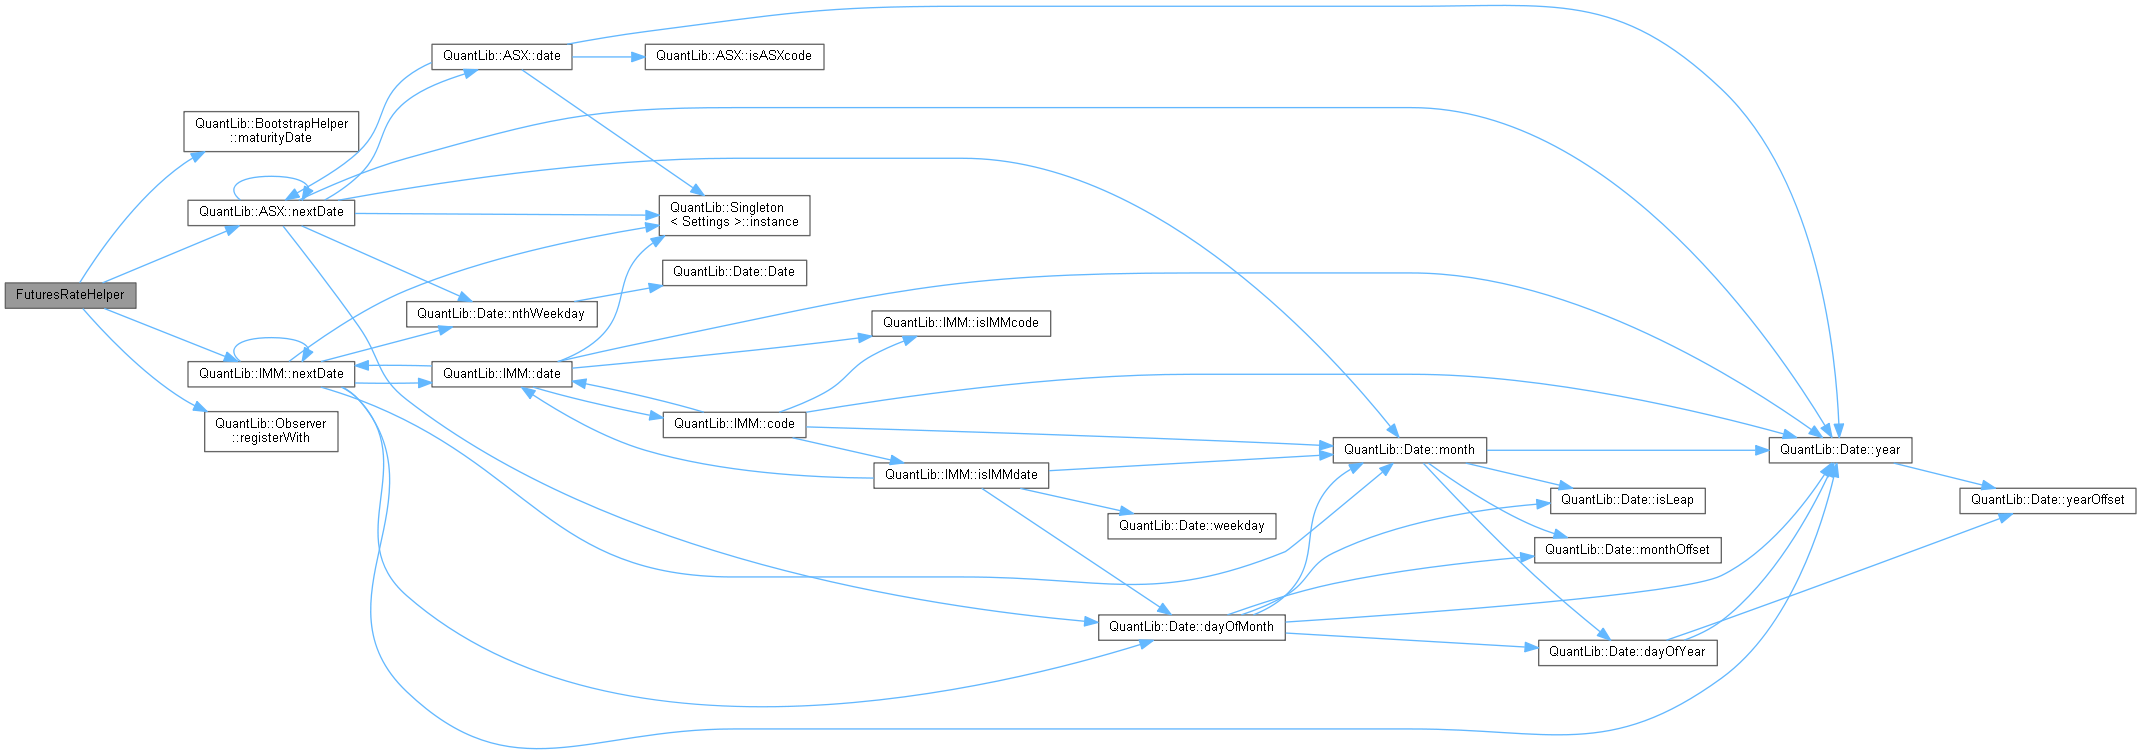 QuantLib::ASX::date
QuantLib::ASX::isASXcode
QuantLib::BootstrapHelper
::maturityDate
QuantLib::ASX::nextDate
QuantLib::Singleton
< Settings >::instance
QuantLib::Date::Date
FuturesRateHelper
QuantLib::Date::nthWeekday
QuantLib::IMM::isIMMcode
QuantLib::IMM::nextDate
QuantLib::IMM::date
QuantLib::Observer
::registerWith
QuantLib::IMM::code
QuantLib::Date::month
QuantLib::Date::year
QuantLib::IMM::isIMMdate
QuantLib::Date::isLeap
QuantLib::Date::yearOffset
QuantLib::Date::weekday
QuantLib::Date::monthOffset
QuantLib::Date::dayOfMonth
QuantLib::Date::dayOfYear